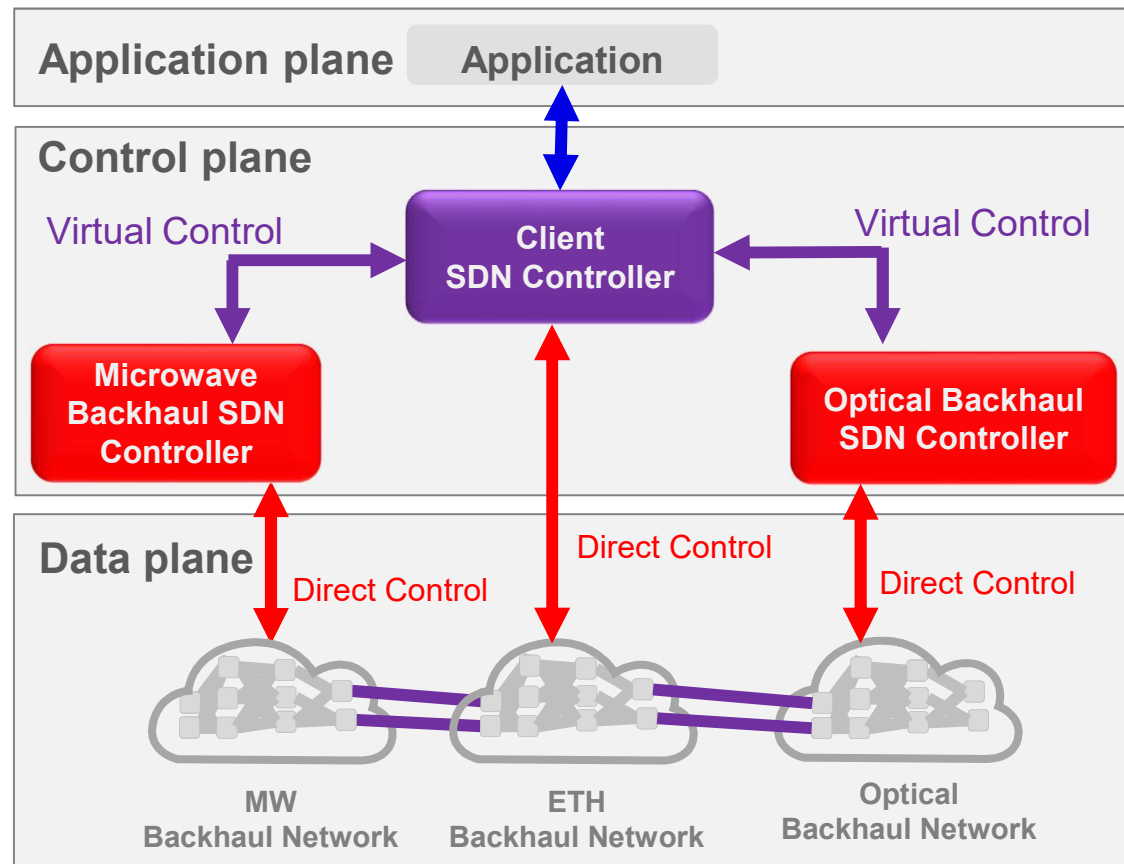 Application plane
Application
Control plane
Virtual Control
Client
SDN Controller
Virtual Control
Microwave
Backhaul SDN
Controller
Optical Backhaul
SDN Controller
Data plane
Direct Control
Direct Control
Direct Control
MW
Backhaul Network
ETH
Backhaul Network
Optical
Backhaul Network